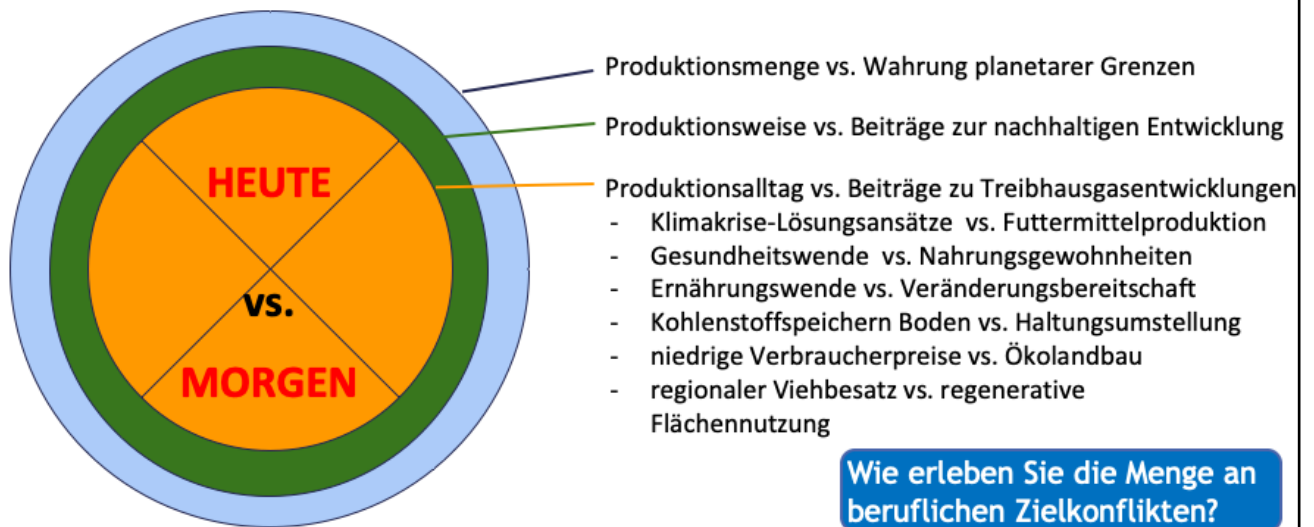 HEUTE
vs.
MORGEN
Produktionsmenge vs. Wahrung planetarer Grenzen
Produktionsweise vs. Beiträge zur nachhaltigen Entwicklung
Produktionsalltag vs. Beiträge zu Treibhausgasentwicklungen
- Klimakrise-Lösungsansätze vs. Futtermittelproduktion
- Gesundheitswende vs. Nahrungsgewohnheiten
- Ernährungswende vs. Veränderungsbereitschaft
- Kohlenstoffspeichern Boden vs. Haltungsumstellung
- niedrige Verbraucherpreise vs. Ökolandbau
- regionaler Viehbesatz vs. regenerative
Flächennutzung
Wie erleben Sie die Menge an
beruflichen Zielkonflikten?